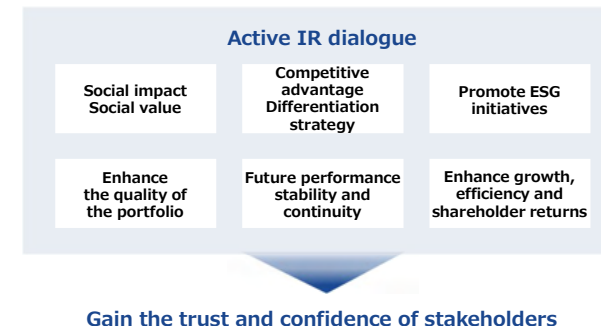 Active IR dialogue
Social impact
Social value
Competitive
advantage
Differentiation
strategy
Promote ESG
initiatives
Enhance
the quality of
the portfolio
Future performance
stability and
continuity
Enhance growth,
efficiency and
shareholder returns
Gain the trust and confidence of stakeholders